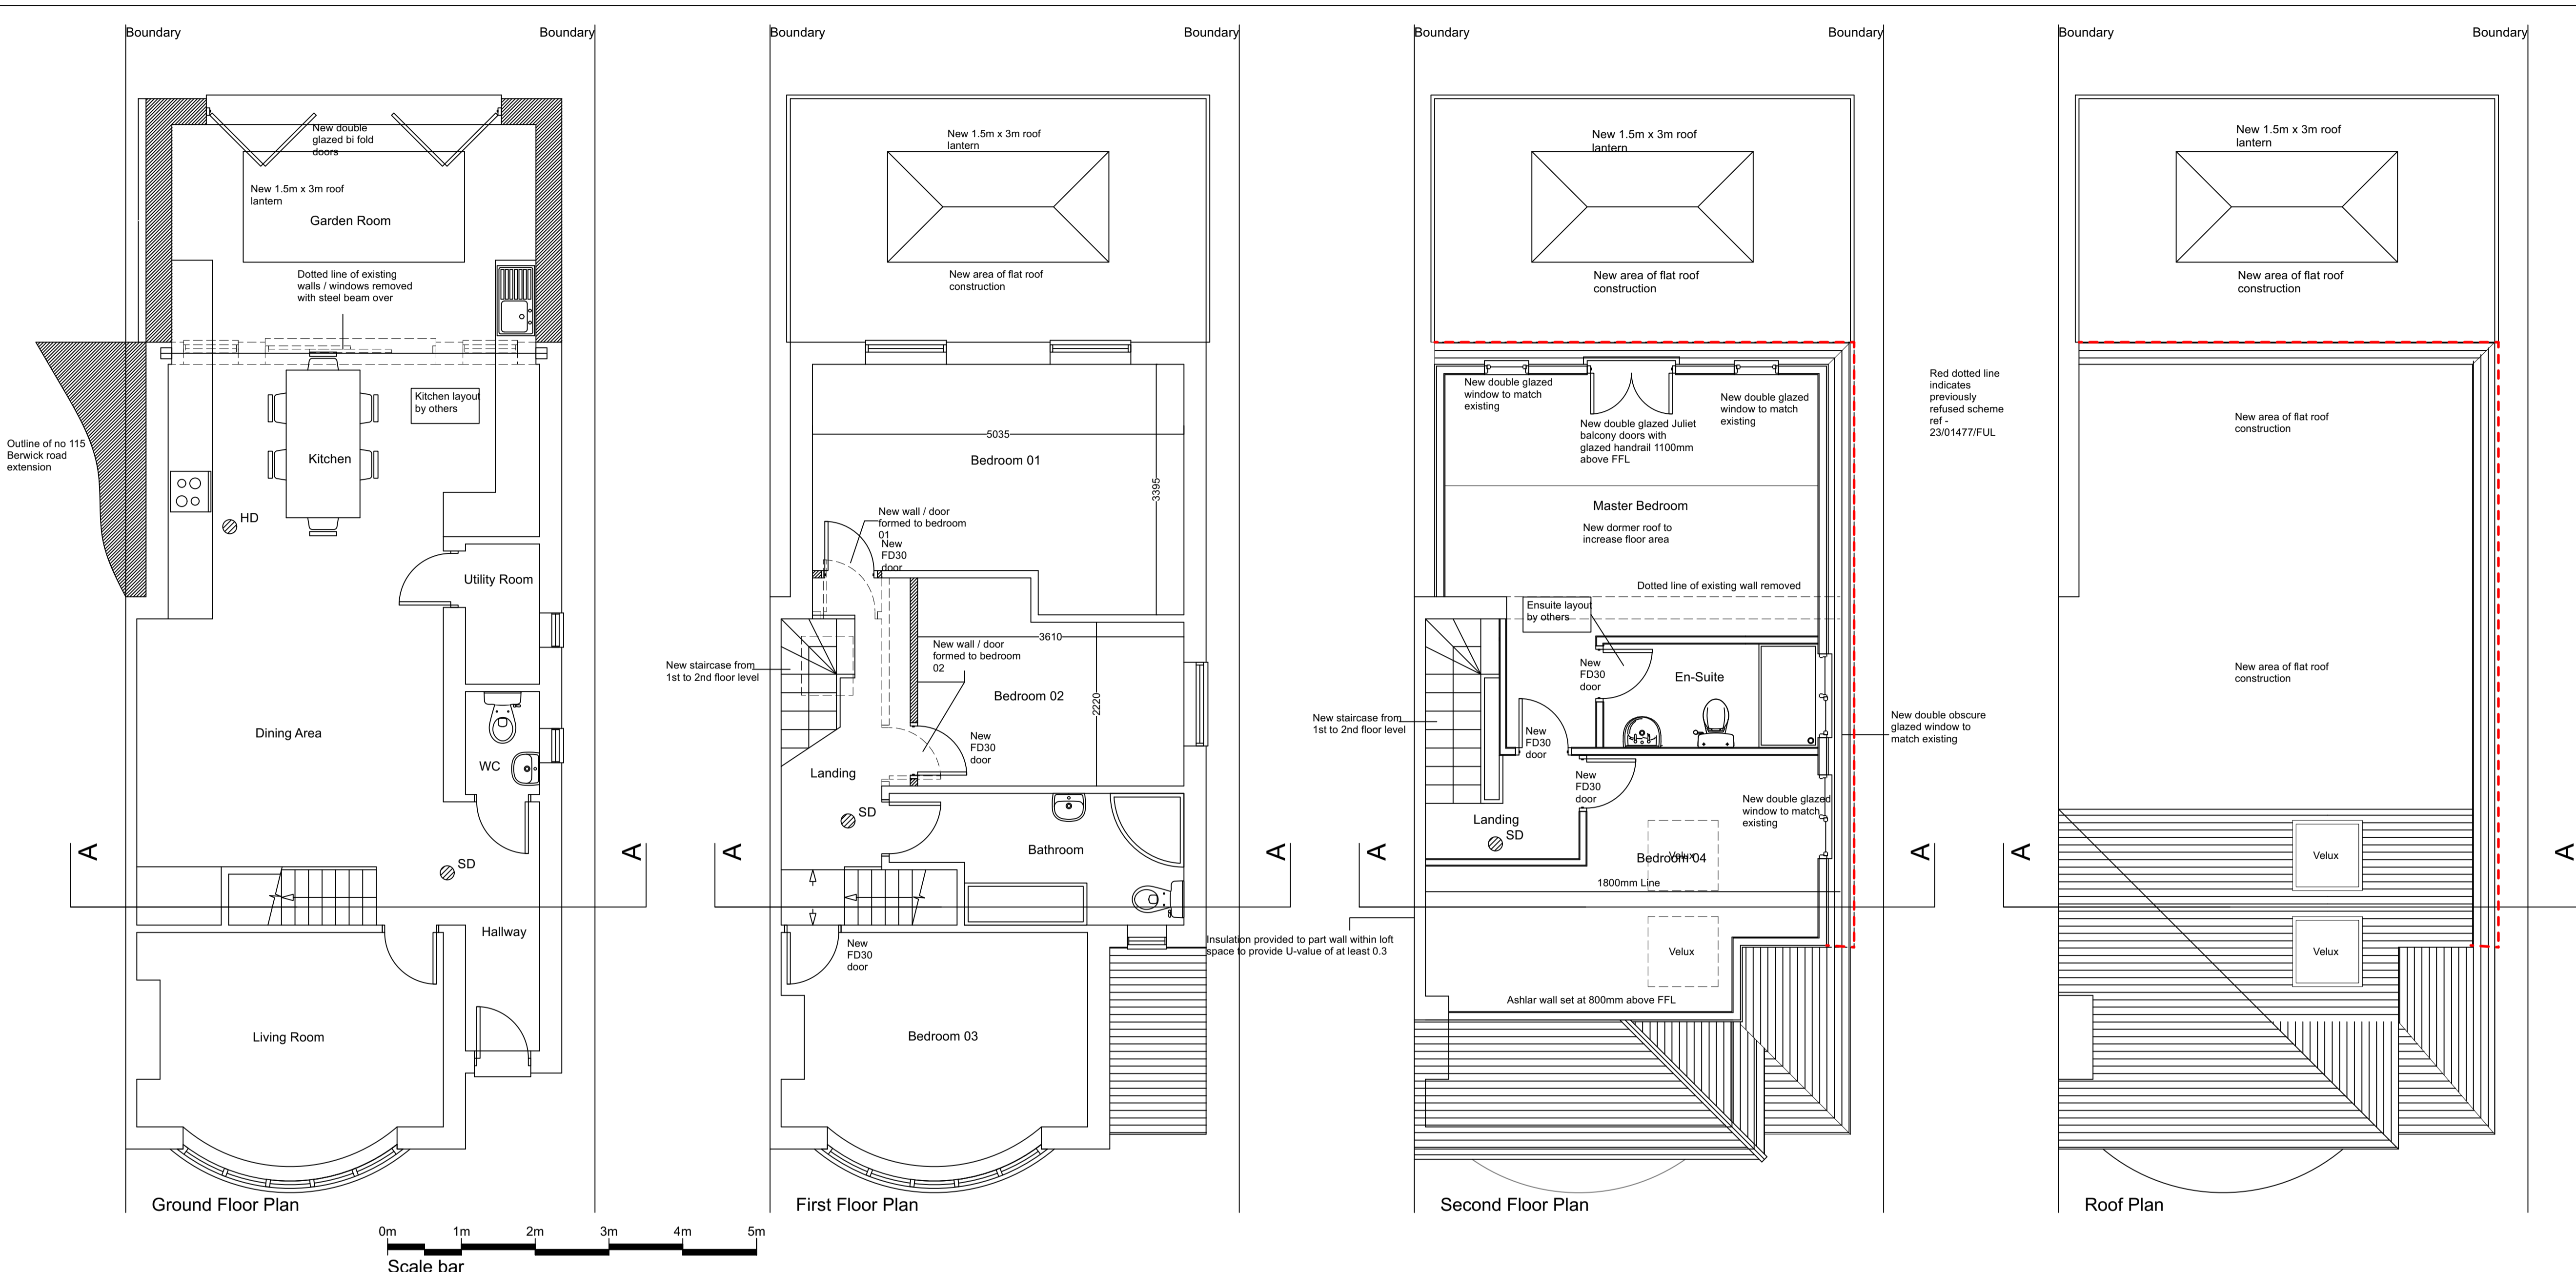 Boundary
Boundary
New double
glazed bi fold
doors
New 1.5m x 3m roof
lantern
Garden Room
Dotted line of existing
walls / windows removed
with steel beam over
Kitchen layout
by others
Outline of no 115
Berwick road
extension
Kitchen
HD
Utility Room
Dining Area
WC
SD
A
A
Hallway
Living Room
Ground Floor Plan
0m
1m
2m
3m
4m
5m
Scale bar
Boundary
Boundary
New 1.5m x 3m roof
lantern
New area of flat roof
construction
5035
Bedroom 01
3395
New wall / door
formed to bedroom
01
New
FD30
door
New wall / door
formed to bedroom
02
3610
New staircase from
1st to 2nd floor level
Bedroom 02
2220
New
FD30
door
Landing
SD
Bathroom
A
A
New
FD30
door
Bedroom 03
First Floor Plan
Boundary
Boundary
New 1.5m x 3m roof
lantern
New area of flat roof
construction
New double glazed
window to match
existing
New double glazed
window to match
existing
New double glazed Juliet
balcony doors with
glazed handrail 1100mm
above FFL
Master Bedroom
New dormer roof to
increase floor area
Dotted line of existing wall removed
Ensuite layout
by others
New
FD30
door
En-Suite
New staircase from
1st to 2nd floor level
New
FD30
door
New
FD30
door
New double obscure
glazed window to
match existing
New double glazed
window to match
existing
Landing
SD
Velux
Bedroom 04
1800mm Line
A
A
Insulation provided to part wall within loft
space to provide U-value of at least 0.3
Velux
Ashlar wall set at 800mm above FFL
Second Floor Plan
Boundary
Boundary
New 1.5m x 3m roof
lantern
New area of flat roof
construction
Red dotted line
indicates
previously
refused scheme
ref -
23/01477/FUL
New area of flat roof
construction
New area of flat roof
construction
Velux
A
A
Velux
Roof Plan